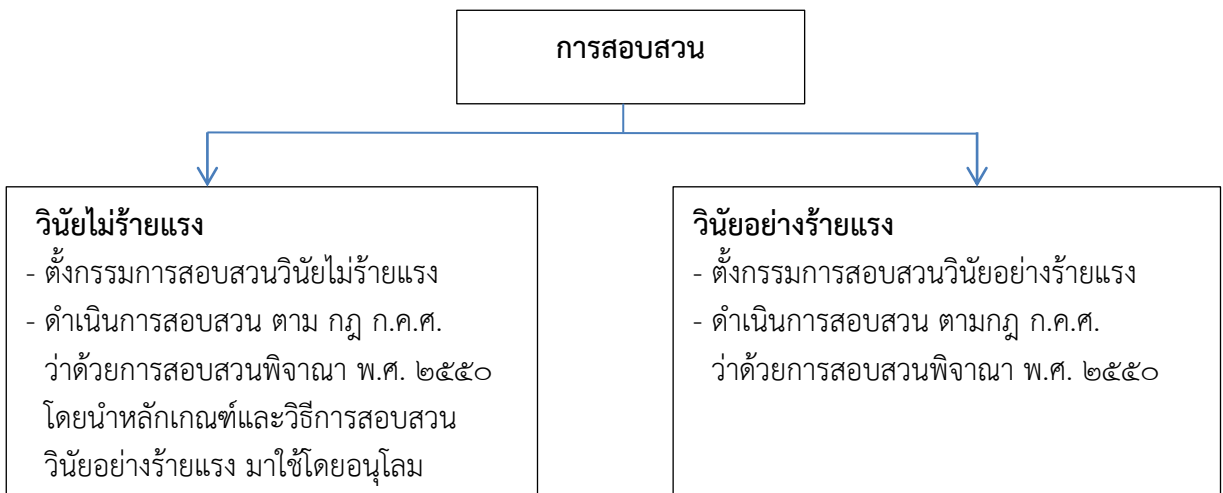 การสอบสวน
วินัยไม่ร้ายแรง
- ตั้งกรรมการสอบสวนวินัยไม่ร้ายแรง
- ดำเนินการสอบสวน ตาม กฎ ก.ค.ศ.
ว่าด้วยการสอบสวนพิจาณา พ.ศ. ๒๕๕๐
โดยนำหลักเกณฑ์และวิธีการสอบสวน
วินัยอย่างร้ายแรง มาใช้โดยอนุโลม
วินัยอย่างร้ายแรง
- ตั้งกรรมการสอบสวนวินัยอย่างร้ายแรง
- ดำเนินการสอบสวน ตามกฎ ก.ค.ศ.
ว่าด้วยการสอบสวนพิจาณา พ.ศ. ๒๕๕๐